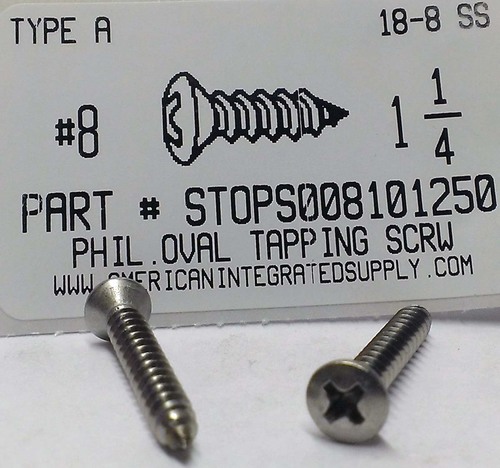 TYPE A 18-8 SS
#8 1 1/4
PART # STOPS008101250
PHIL.OVAL TAPPING SCRW
WWW.AMERICANINTEGRATEDSUPPLY.COM